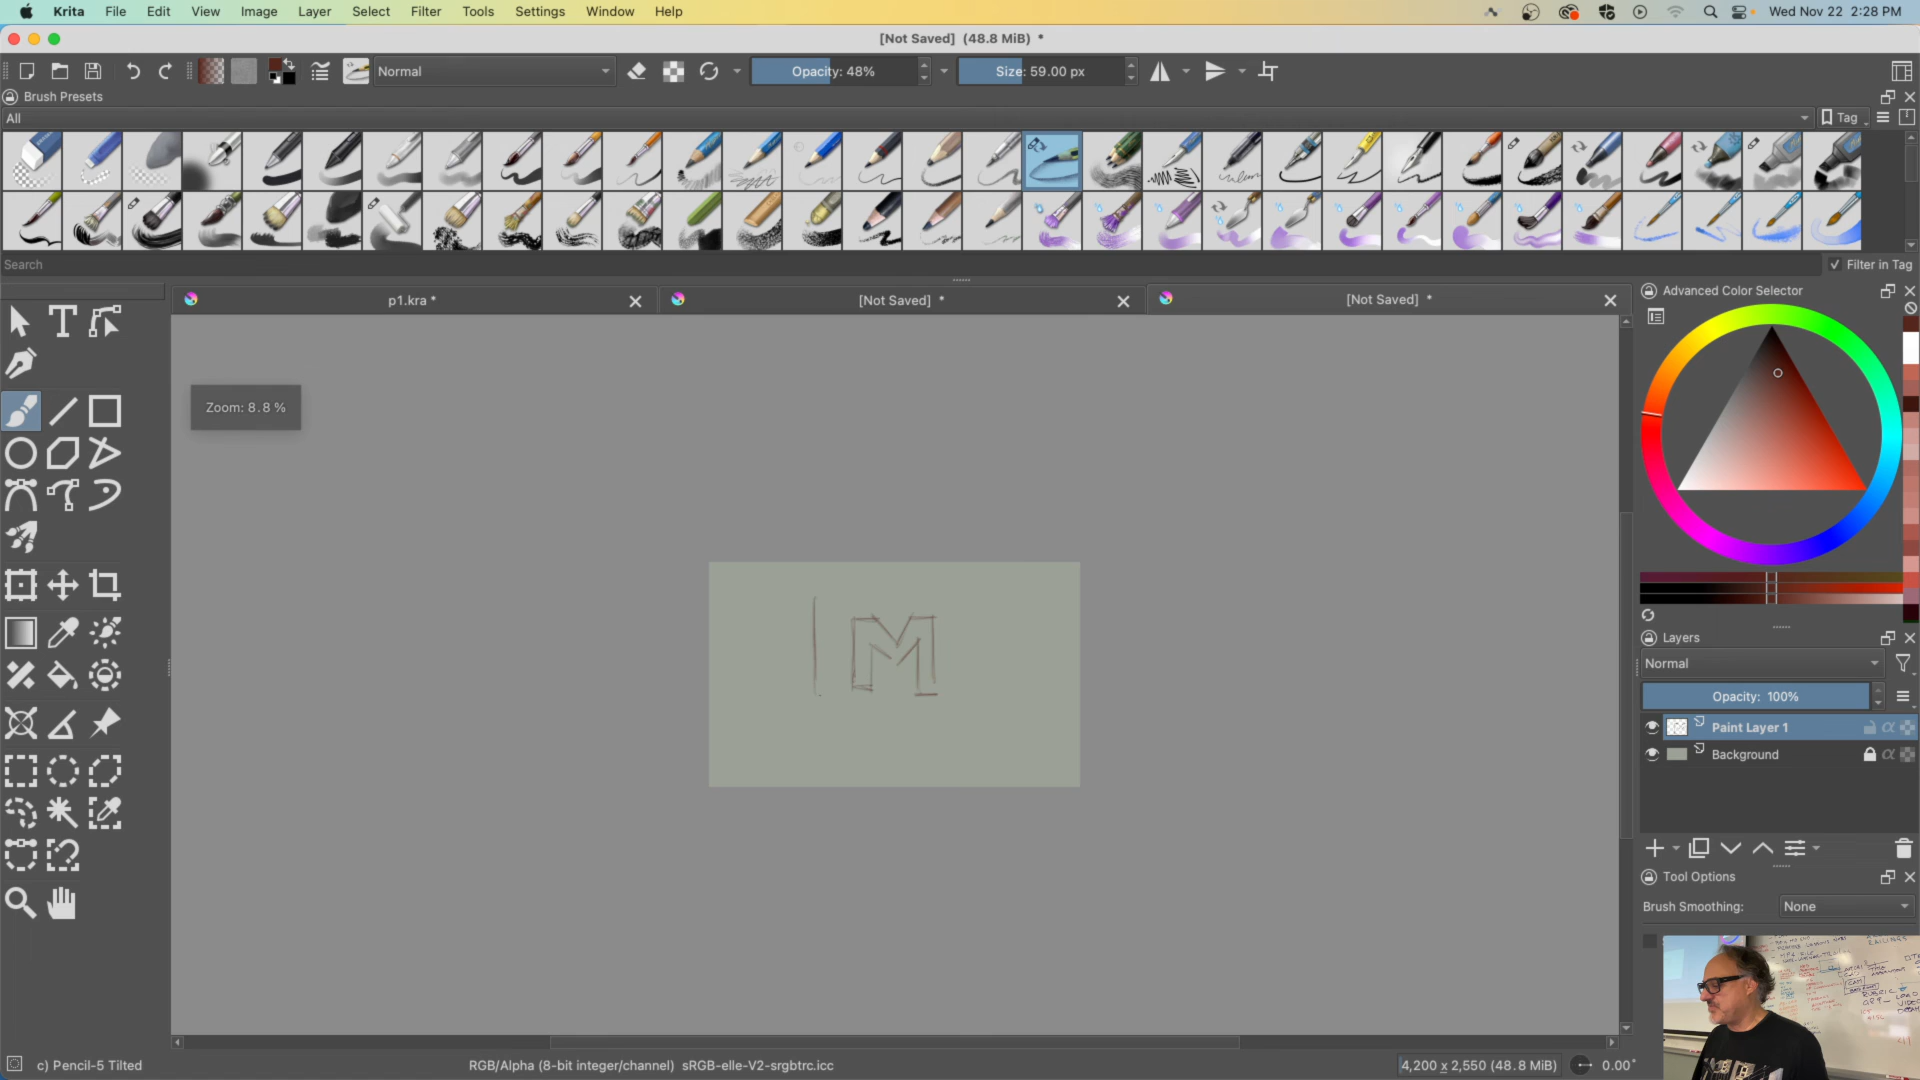 Krita File Edit View Image Layer Select Filter Tools Settings Window Help Wed Nov 22 2:28 PM
[Not Saved] (48.8 MiB) *
Normal Opacity: 48% Size: 59.00 px
Brush Presets
All Tag
Search Filter in Tag
p1.kra * [Not Saved] * [Not Saved] *
Advanced Color Selector
Zoom: 8.8 %
M
Layers
Normal
Opacity: 100%
Paint Layer 1
Background
Tool Options
Brush Smoothing: None
c) Pencil-5 Tilted RGB/Alpha (8-bit integer/channel) sRGB-elle-V2-srgbtrc.icc 4,200 x 2,550 (48.8 MiB) 0.00°